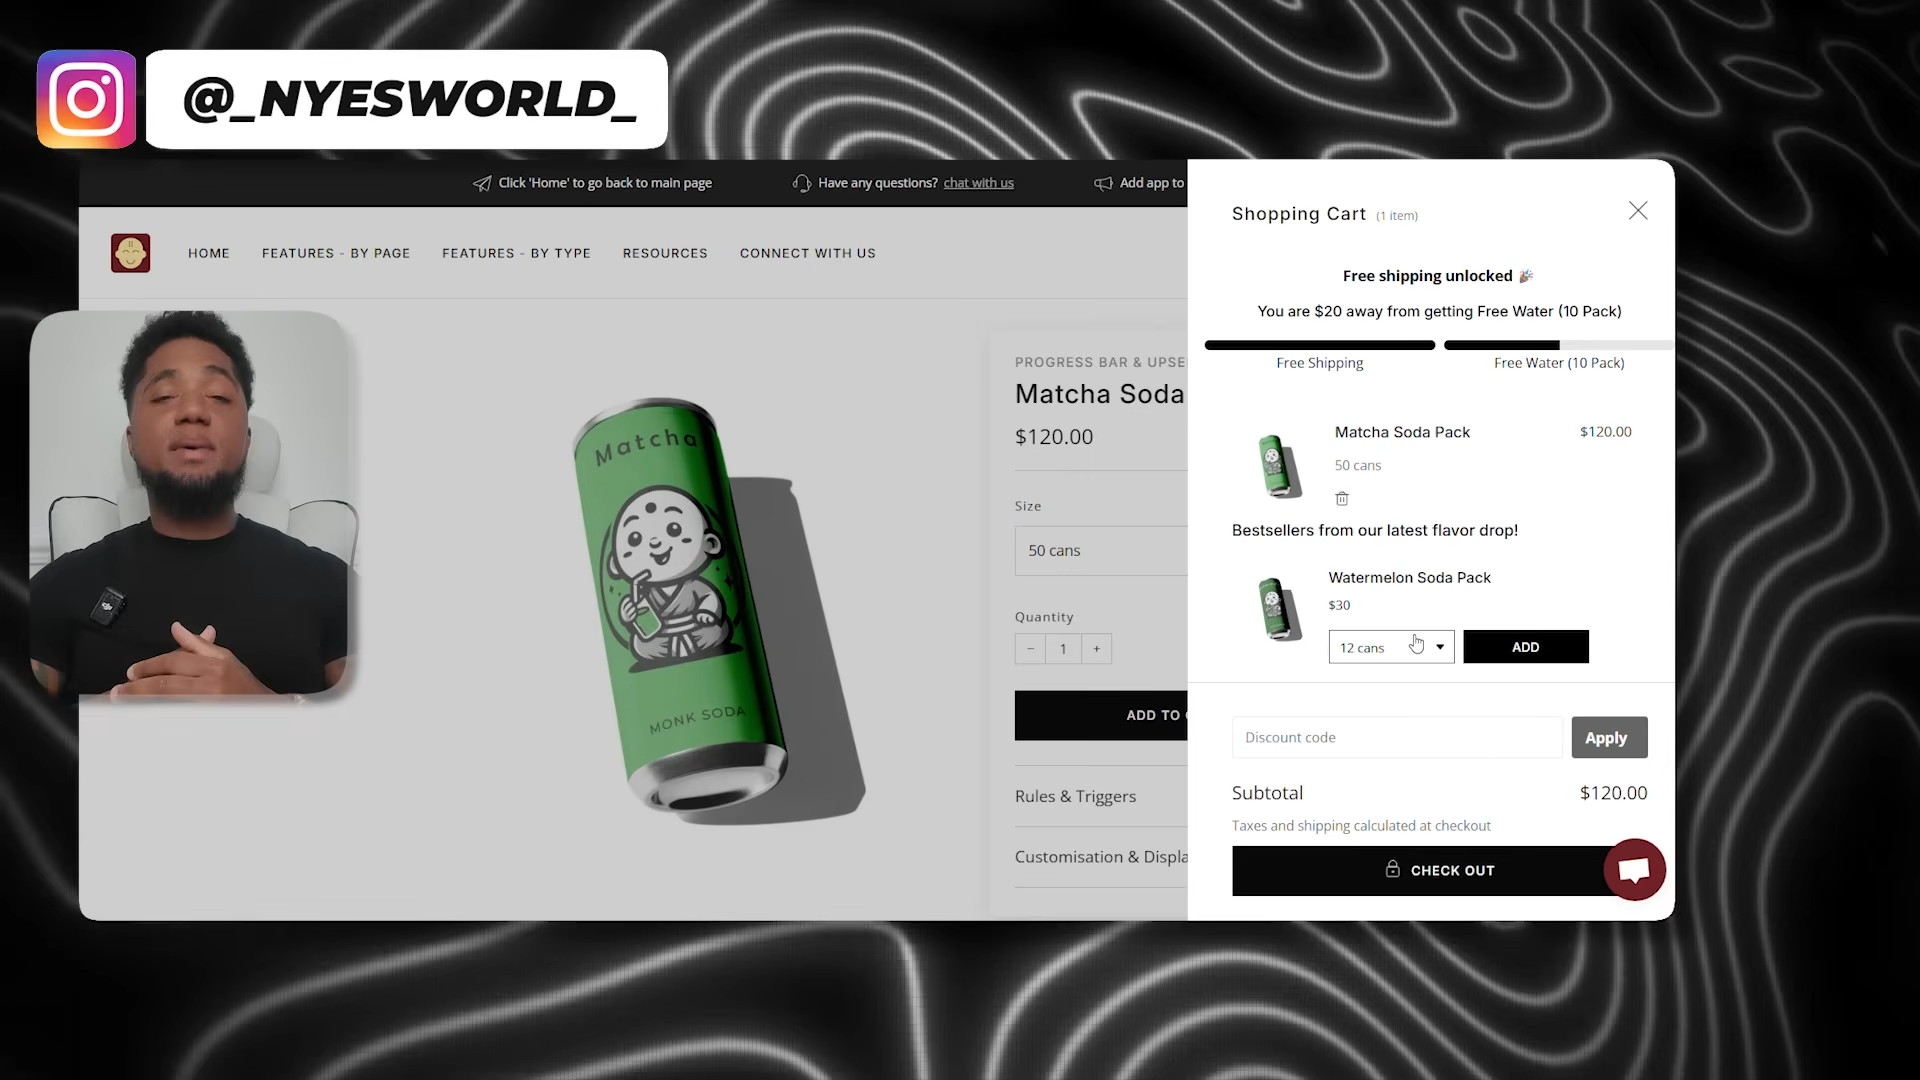 @_NYESWORLD_
Click 'Home' to go back to main page
Have any questions? chat with us
Add app to
HOME
FEATURES - BY PAGE
FEATURES - BY TYPE
RESOURCES
CONNECT WITH US
Matcha
MONK SODA
PROGRESS BAR & UPSE
Matcha Soda
$120.00
Size
50 cans
Quantity
− 1 +
ADD TO
Rules & Triggers
Customisation & Displa
Shopping Cart (1 item)
Free shipping unlocked 🎉
You are $20 away from getting Free Water (10 Pack)
Free Shipping
Free Water (10 Pack)
Matcha Soda Pack
$120.00
50 cans
Bestsellers from our latest flavor drop!
Watermelon Soda Pack
$30
12 cans
ADD
Discount code
Apply
Subtotal
$120.00
Taxes and shipping calculated at checkout
CHECK OUT